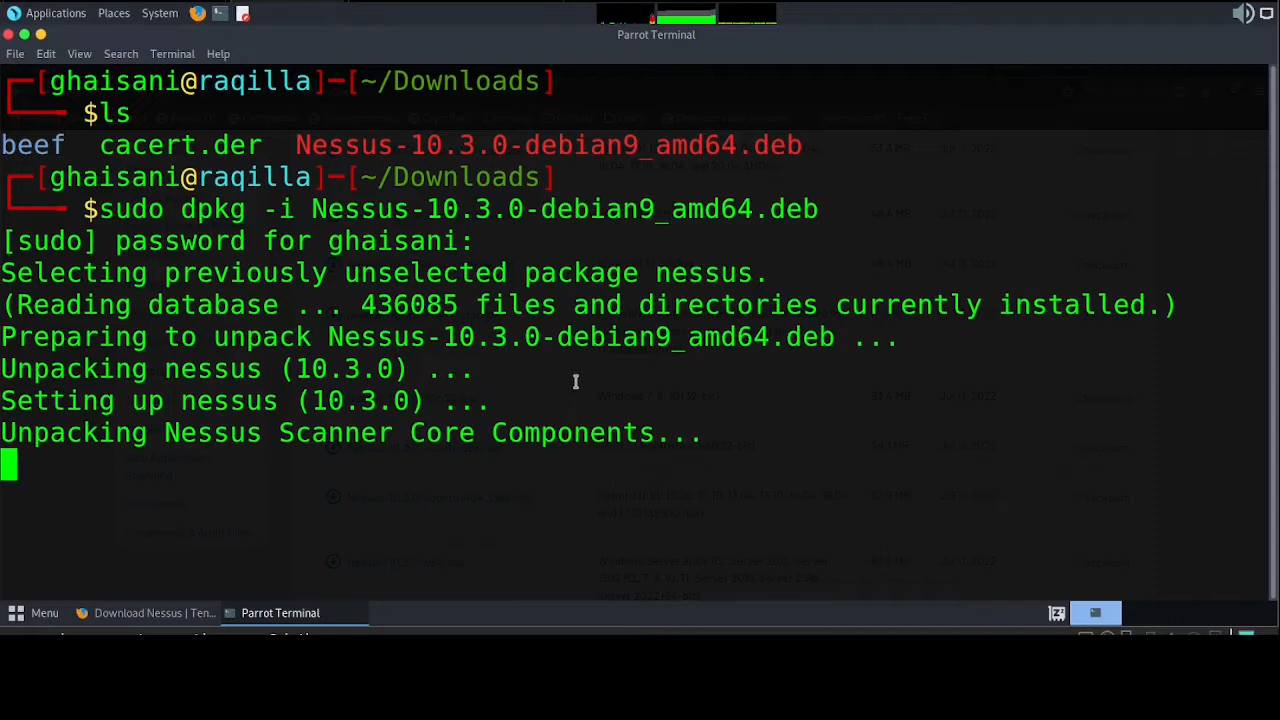 Applications Places System
Parrot Terminal
File Edit View Search Terminal Help
[ghaisani@raqilla]─[~/Downloads]
$ls
beef cacert.der Nessus-10.3.0-debian9_amd64.deb
[ghaisani@raqilla]─[~/Downloads]
$sudo dpkg -i Nessus-10.3.0-debian9_amd64.deb
[sudo] password for ghaisani:
Selecting previously unselected package nessus.
(Reading database ... 436085 files and directories currently installed.)
Preparing to unpack Nessus-10.3.0-debian9_amd64.deb ...
Unpacking nessus (10.3.0) ...
Setting up nessus (10.3.0) ...
Unpacking Nessus Scanner Core Components...
Menu Download Nessus | Ten... Parrot Terminal